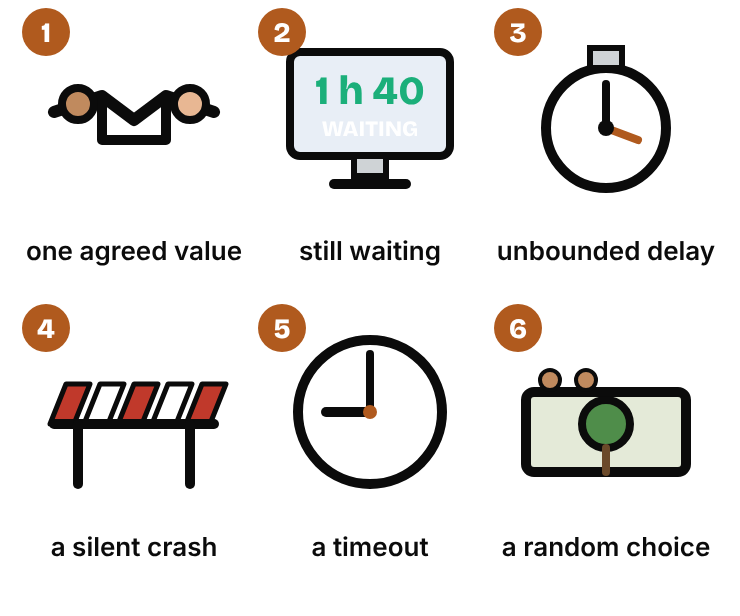 1
2
3
1 h 40
WAITING
one agreed value
still waiting
unbounded delay
4
5
6
a silent crash
a timeout
a random choice